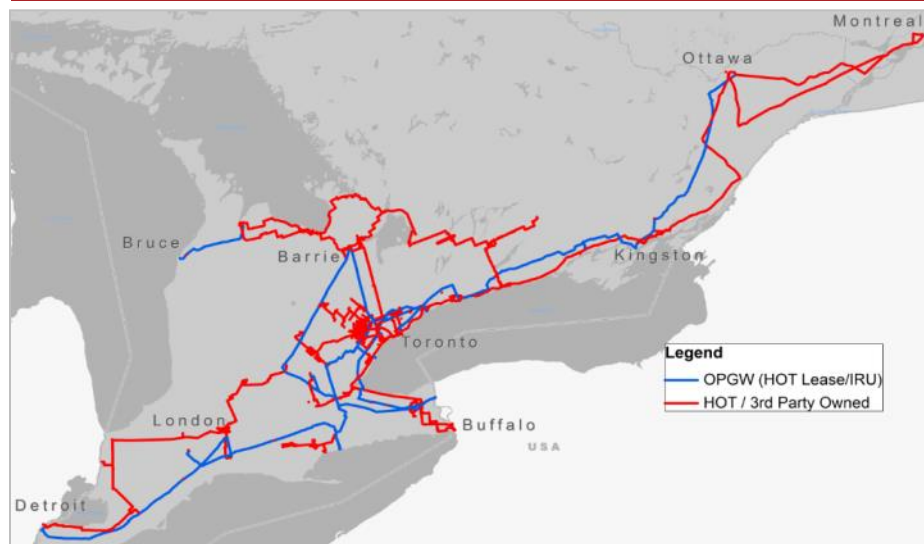 Montreal
Ottawa
Bruce
Barrie
Kingston
Toronto
Legend
OPGW (HOT Lease/IRU)
HOT / 3rd Party Owned
London
Buffalo
USA
Detroit